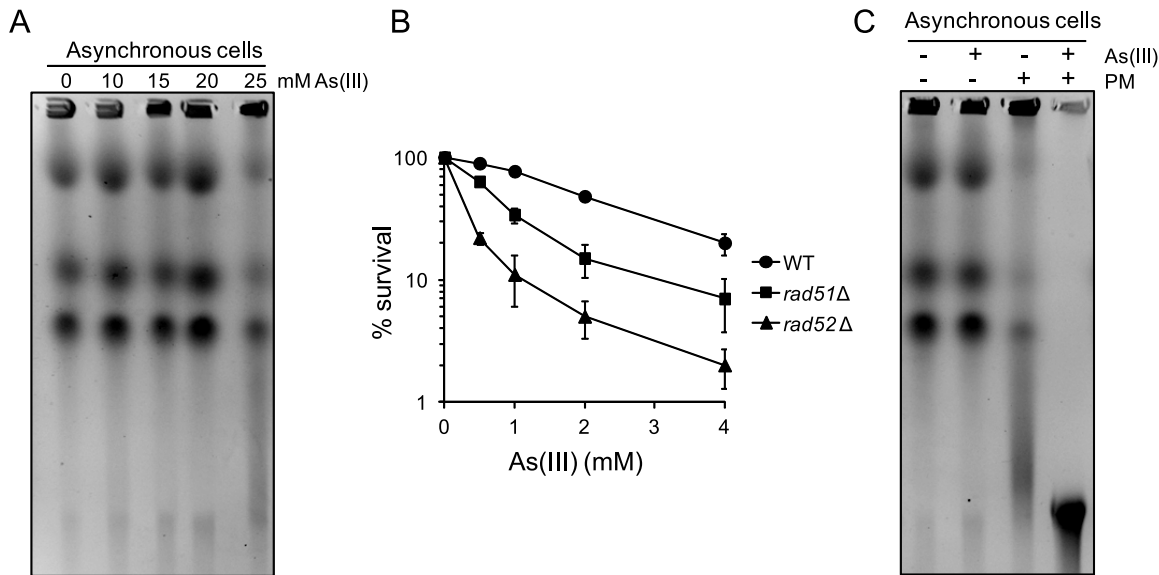 A
Asynchronous cells
0 10 15 20 25 mM As(III)
B
% survival
100
10
1
0 1 2 3 4
As(III) (mM)
WT
rad51Δ
rad52Δ
C
Asynchronous cells
- + - + As(III)
- - + + PM